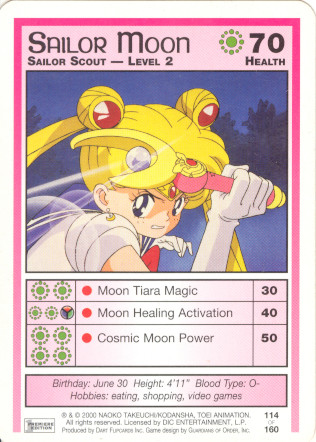 SAILOR MOON 70
SAILOR SCOUT — LEVEL 2 HEALTH
Moon Tiara Magic 30
Moon Healing Activation 40
Cosmic Moon Power 50
Birthday: June 30 Height: 4'11" Blood Type: O-
Hobbies: eating, shopping, video games
PREMIERE EDITION
® & © 2000 NAOKO TAKEUCHI/KODANSHA, TOEI ANIMATION.
All rights reserved. Licensed by DIC ENTERTAINMENT, L.P.
Produced by DART FLIPCARDS INC. Game design by GUARDIANS OF ORDER, INC.
114
OF
160